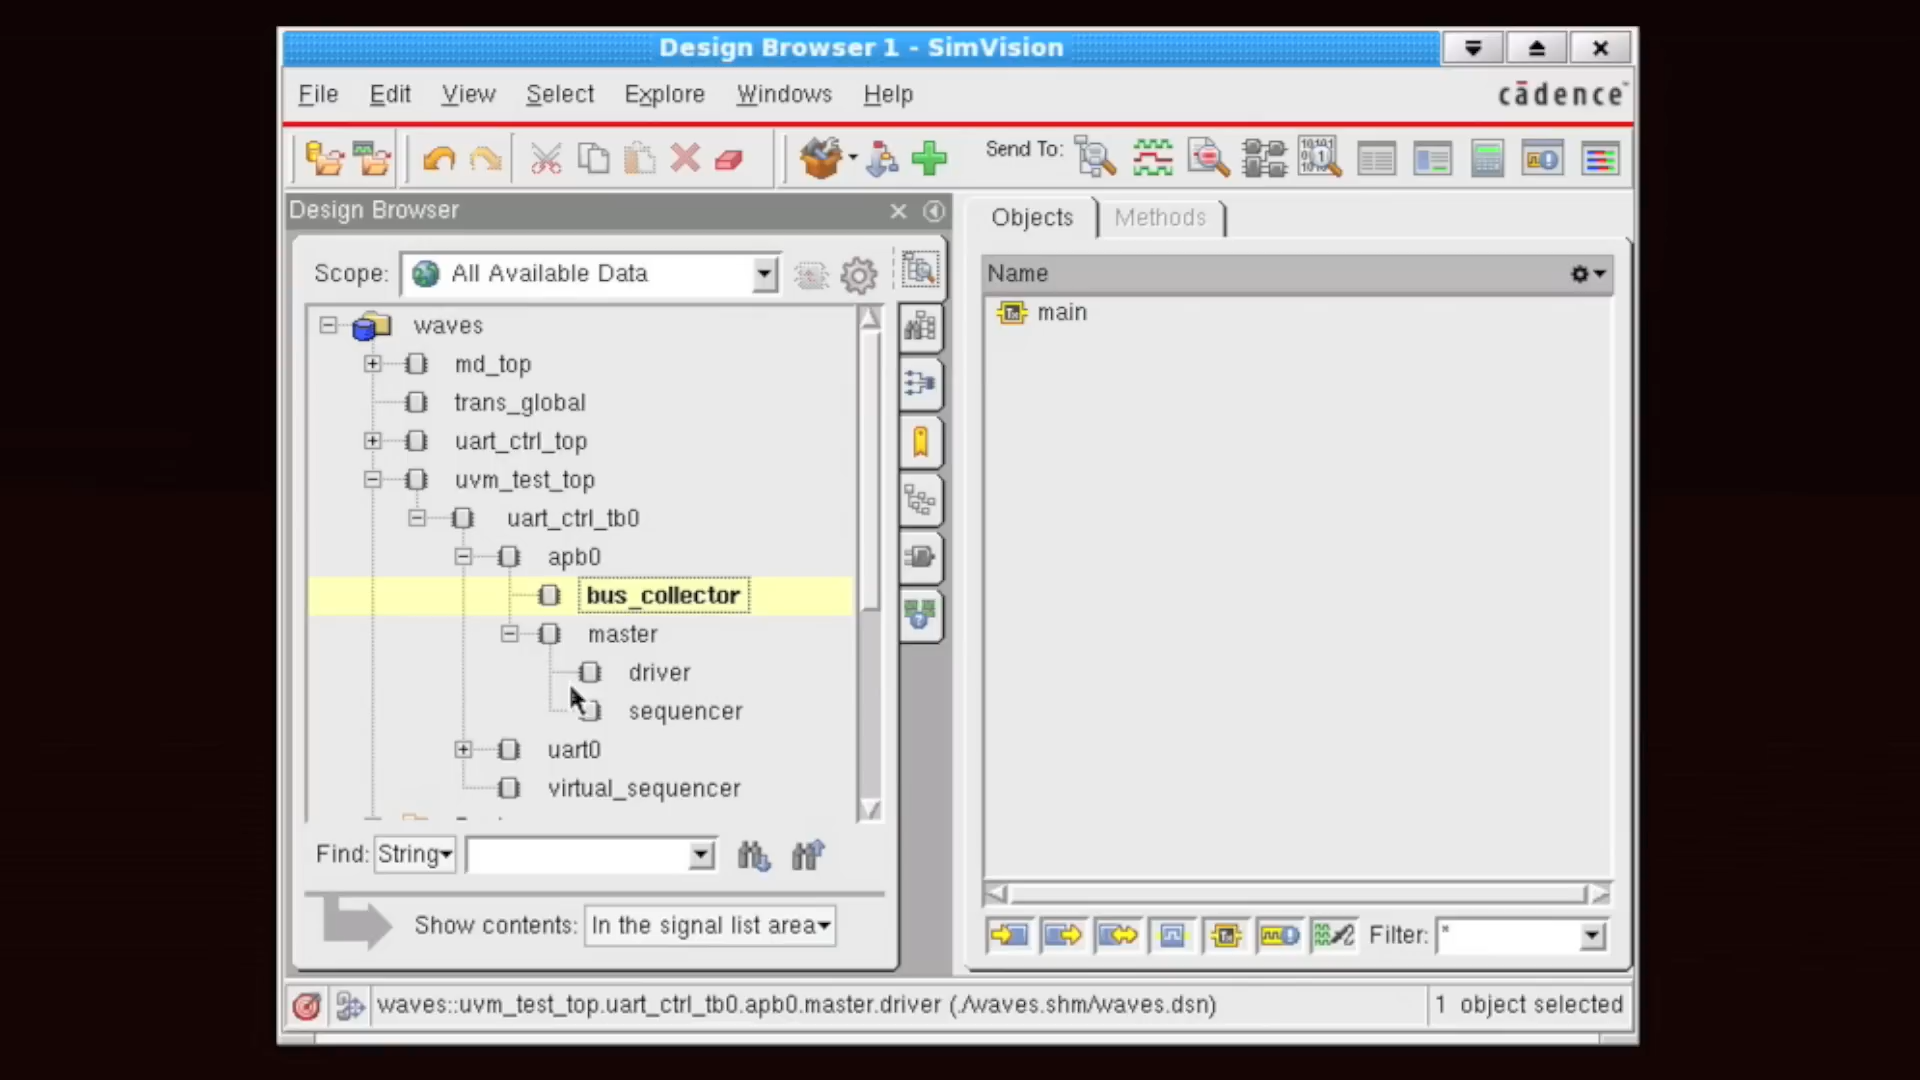 Design Browser 1 - SimVision
File Edit View Select Explore Windows Help
cādence
Send To:
Design Browser
Objects Methods
Scope: All Available Data
Name
main
waves
md_top
trans_global
uart_ctrl_top
uvm_test_top
uart_ctrl_tb0
apb0
bus_collector
master
driver
sequencer
uart0
virtual_sequencer
Find: String
Show contents: In the signal list area
Filter: *
waves::uvm_test_top.uart_ctrl_tb0.apb0.master.driver (./waves.shm/waves.dsn)
1 object selected